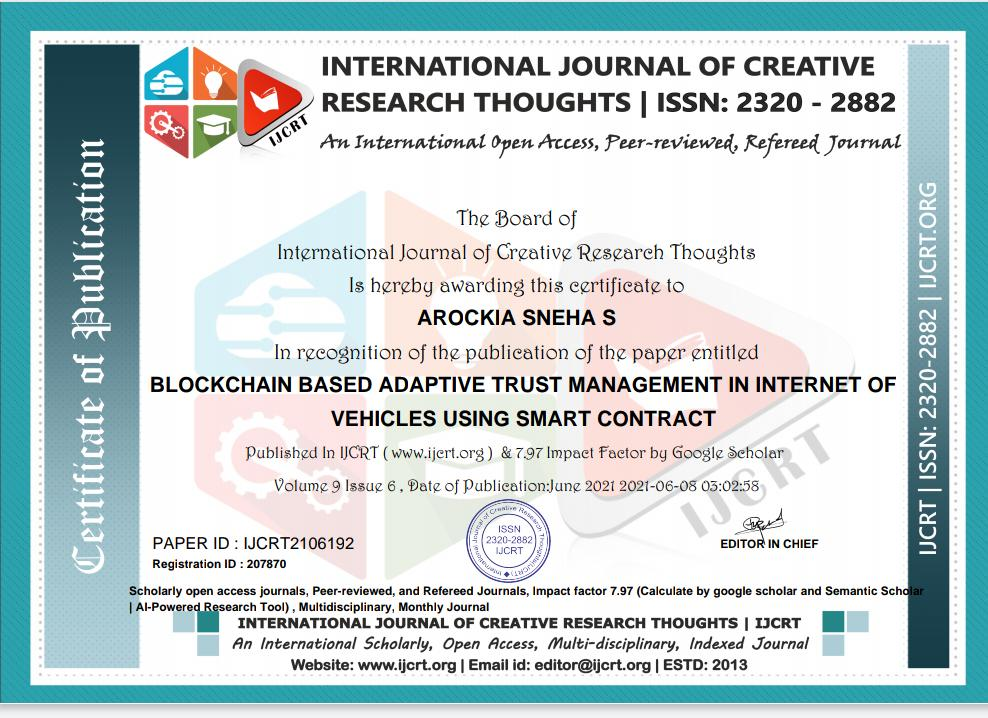 INTERNATIONAL JOURNAL OF CREATIVE
RESEARCH THOUGHTS | ISSN: 2320 - 2882
An International Open Access, Peer-reviewed, Refereed Journal
IJCRT
Certificate of Publication
The Board of
International Journal of Creative Research Thoughts
Is hereby awarding this certificate to
AROCKIA SNEHA S
In recognition of the publication of the paper entitled
BLOCKCHAIN BASED ADAPTIVE TRUST MANAGEMENT IN INTERNET OF
VEHICLES USING SMART CONTRACT
Published In IJCRT ( www.ijcrt.org ) & 7.97 Impact Factor by Google Scholar
Volume 9 Issue 6 , Date of Publication:June 2021 2021-06-08 03:02:58
IJCRT
IJCRT | ISSN: 2320-2882 | IJCRT.ORG
PAPER ID : IJCRT2106192
Registration ID : 207870
International Journal of Creative Research Thoughts(IJCRT)
ISSN
2320-2882
IJCRT
EDITOR IN CHIEF
Scholarly open access journals, Peer-reviewed, and Refereed Journals, Impact factor 7.97 (Calculate by google scholar and Semantic Scholar
| AI-Powered Research Tool) , Multidisciplinary, Monthly Journal
INTERNATIONAL JOURNAL OF CREATIVE RESEARCH THOUGHTS | IJCRT
An International Scholarly, Open Access, Multi-disciplinary, Indexed Journal
Website: www.ijcrt.org | Email id: editor@ijcrt.org | ESTD: 2013